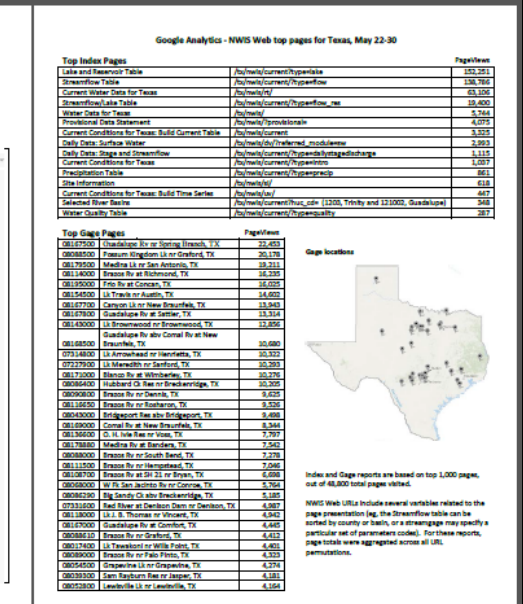 Google Analytics - NWIS Web top pages for Texas, May 22-30
Top Index Pages PageViews
Lake and Reservoir Table /tx/nwis/current?type=lake 152,251
Streamflow Table /tx/nwis/current/?type=flow 138,786
Current Water Data for Texas /tx/nwis/rt/ 63,106
Streamflow/Lake Table /tx/nwis/current?type=flow_res 19,400
Water Data for Texas /tx/nwis/ 5,744
Provisional Data Statement /tx/nwis/?provisional= 4,075
Current Conditions for Texas: Build Current Table /tx/nwis/current 3,325
Daily Data: Surface Water /tx/nwis/dv/?referred_module=sw 2,993
Daily Data: Stage and Streamflow /tx/nwis/current/?type=dailystagedischarge 1,115
Current Conditions for Texas /tx/nwis/current/?type=intro 1,037
Precipitation Table /tx/nwis/current/?type=precip 861
Site Information /tx/nwis/si/ 618
Current Conditions for Texas: Build Time Series /tx/nwis/uv/ 447
Selected River Basins /tx/nwis/current?huc_cd= (1203, Trinity and 121002, Guadalupe) 348
Water Quality Table /tx/nwis/current/?type=quality 287
Top Gage Pages PageViews
08167500 Guadalupe Rv nr Spring Branch, TX 22,453
08088500 Possum Kingdom Lk nr Graford, TX 20,178
08179500 Medina Lk nr San Antonio, TX 19,211
08114000 Brazos Rv at Richmond, TX 16,235
08195000 Frio Rv at Concan, TX 16,025
08154500 Lk Travis nr Austin, TX 14,602
08167700 Canyon Lk nr New Braunfels, TX 13,943
08167800 Guadalupe Rv at Sattler, TX 13,314
08143000 Lk Brownwood nr Brownwood, TX 12,856
Guadalupe Rv abv Comal Rv at New
08168500 Braunfels, TX 10,680
07314800 Lk Arrowhead nr Henrietta, TX 10,322
07227900 Lk Meredith nr Sanford, TX 10,293
08171000 Blanco Rv at Wimberley, TX 10,276
08086400 Hubbard Ck Res nr Breckenridge, TX 10,205
08090800 Brazos Rv nr Dennis, TX 9,625
08116650 Brazos Rv nr Rosharon, TX 9,526
08043000 Bridgeport Res abv Bridgeport, TX 9,498
08169000 Comal Rv at New Braunfels, TX 8,344
08136600 O. H. Ivie Res nr Voss, TX 7,797
08178880 Medina Rv at Bandera, TX 7,542
08088000 Brazos Rv nr South Bend, TX 7,278
08111500 Brazos Rv nr Hempstead, TX 7,046
08108700 Brazos Rv at SH 21 nr Bryan, TX 6,698
08068000 W Fk San Jacinto Rv nr Conroe, TX 5,764
08086290 Big Sandy Ck abv Breckenridge, TX 5,185
07331600 Red River at Denison Dam nr Denison, TX 4,987
08118000 Lk J. B. Thomas nr Vincent, TX 4,942
08167000 Guadalupe Rv at Comfort, TX 4,445
08088610 Brazos Rv nr Graford, TX 4,412
08017400 Lk Tawakoni nr Wills Point, TX 4,401
08089000 Brazos Rv nr Palo Pinto, TX 4,323
08054500 Grapevine Lk nr Grapevine, TX 4,274
08039300 Sam Rayburn Res nr Jasper, TX 4,181
08052800 Lewisville Lk nr Lewisville, TX 4,164
Gage locations
Index and Gage reports are based on top 1,000 pages,
out of 48,800 total pages visited.
NWIS Web URLs include several variables related to the
page presentation (eg, the Streamflow table can be
sorted by county or basin, or a streamgage may specify a
particular set of parameters codes). For these reports,
page totals were aggregated across all URL
permutations.